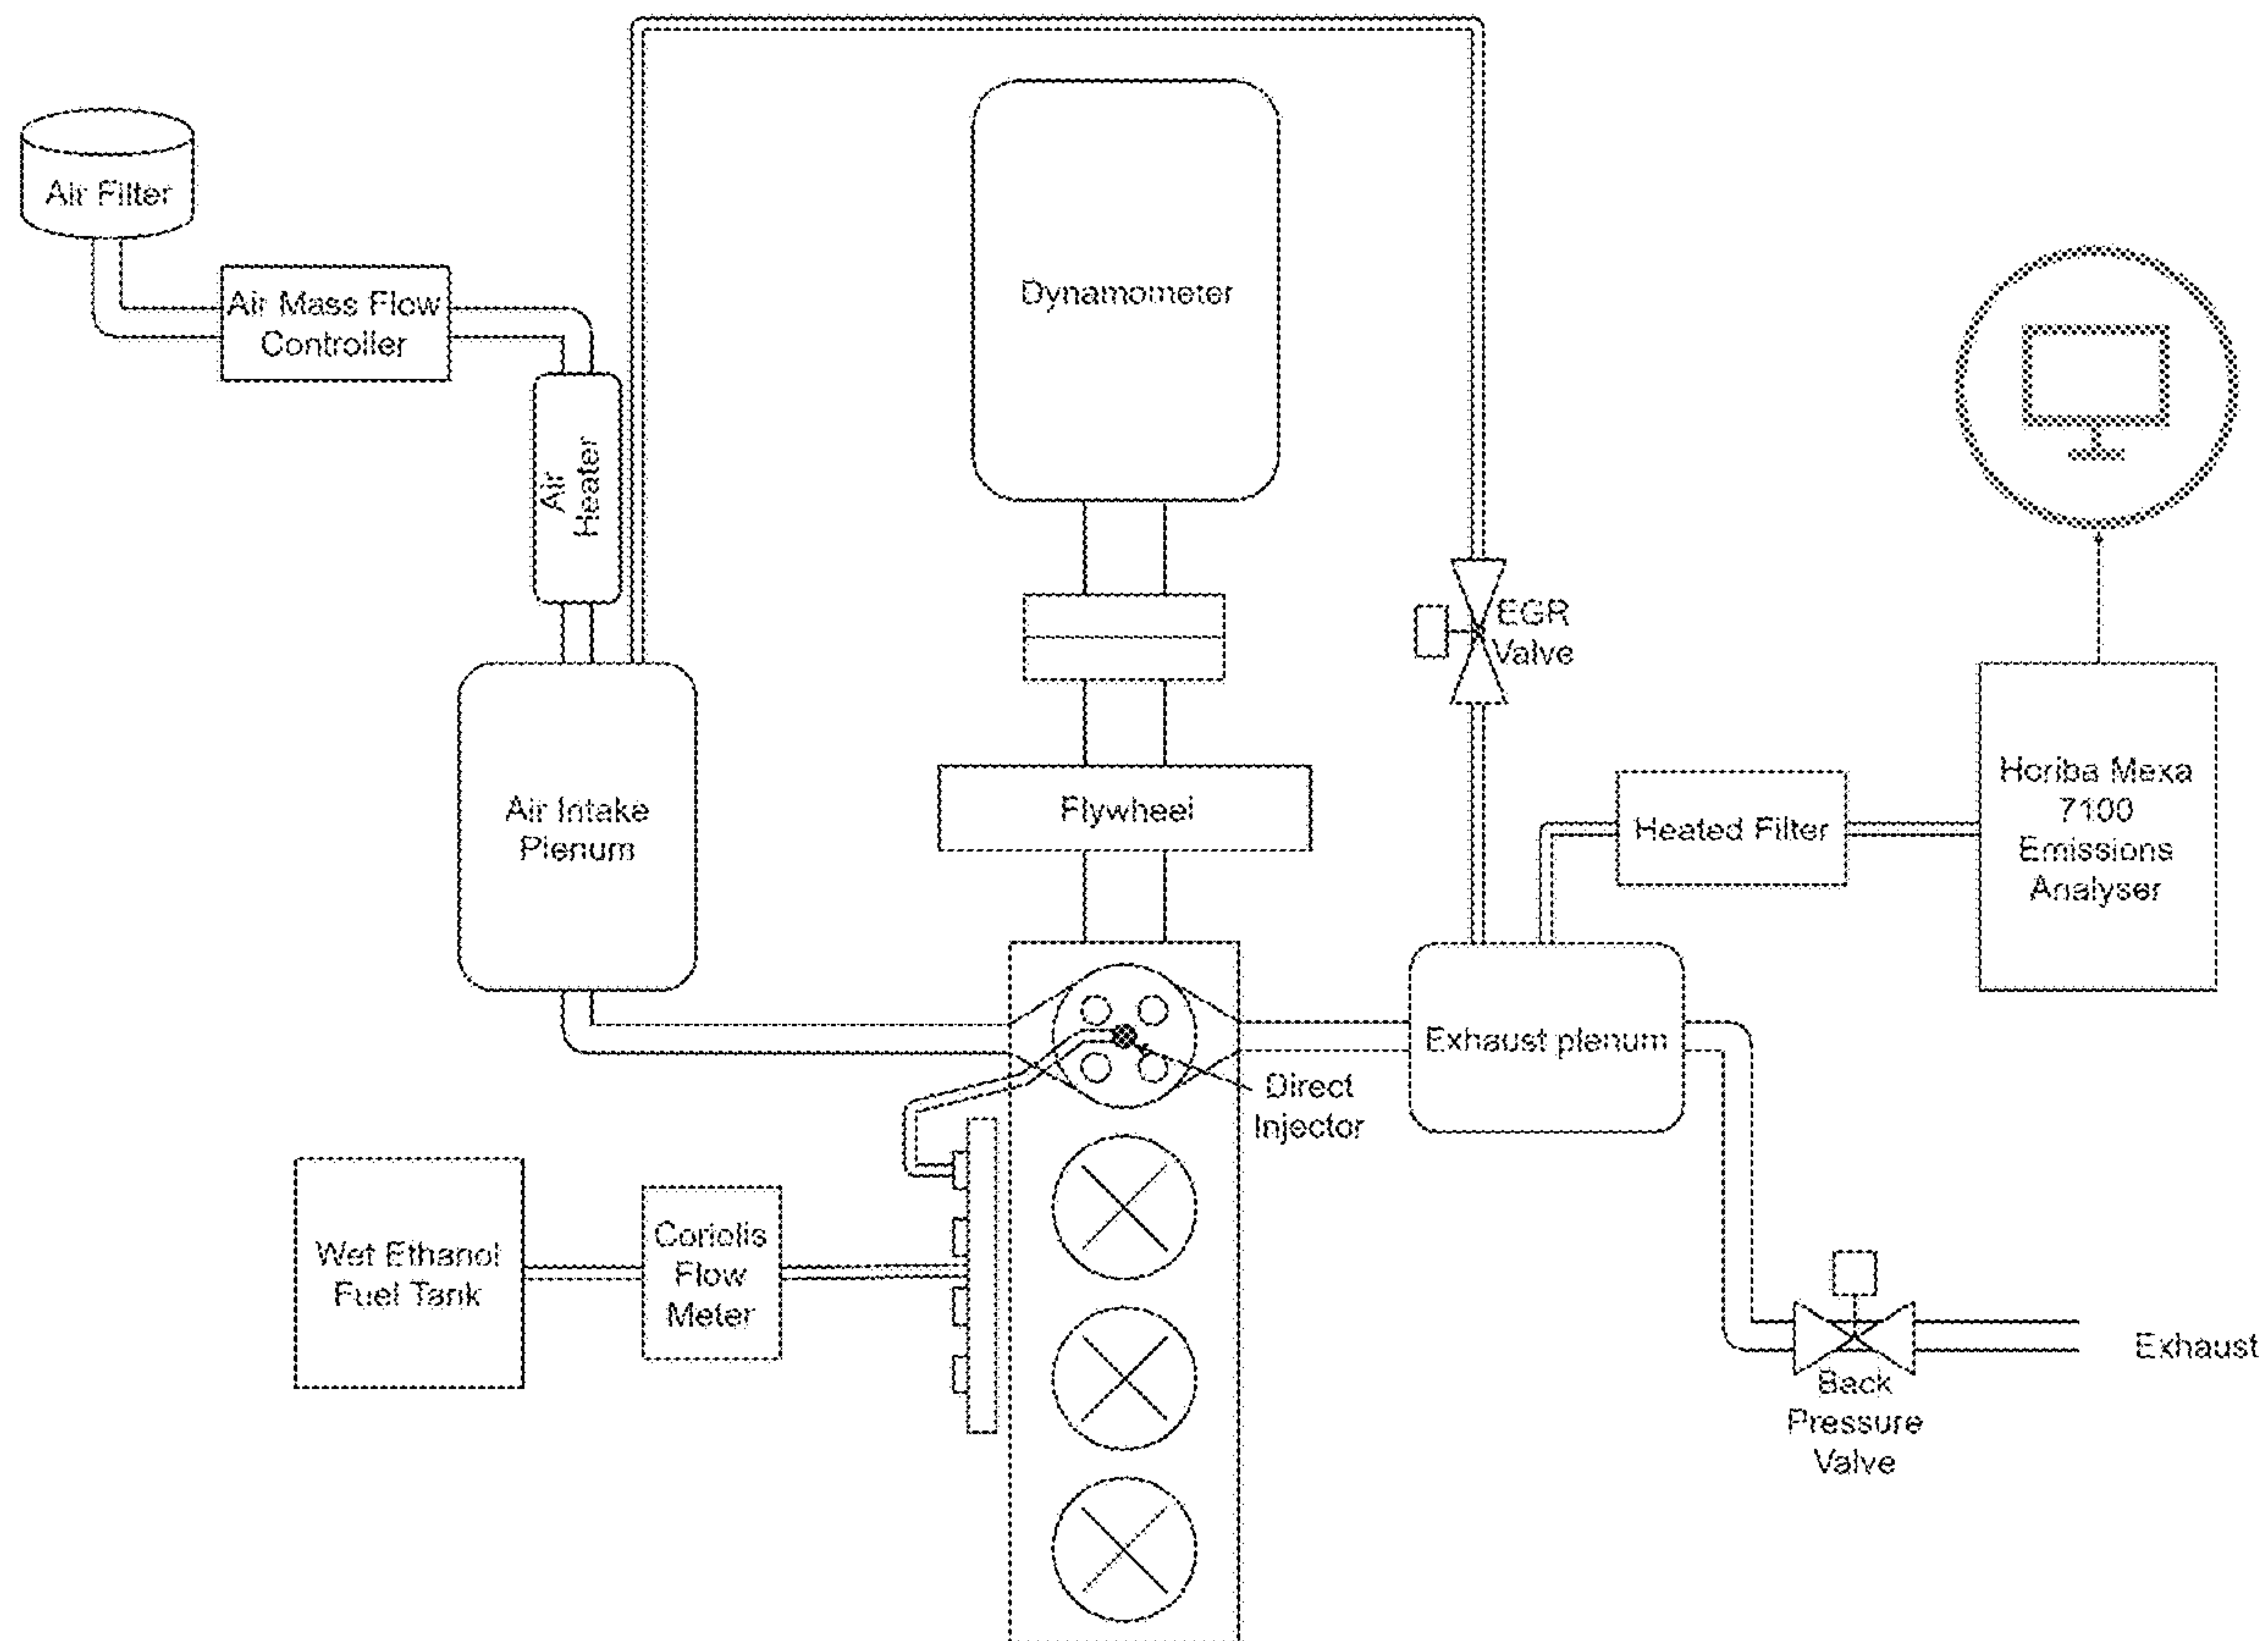 Air Filter
Air Mass Flow
Controller
Air
Heater
Dynamometer
EGR
Valve
Air Intake
Plenum
Flywheel
Heated Filter
Horiba Mexa
7100
Emissions
Analyser
Exhaust plenum
Direct
Injector
Wet Ethanol
Fuel Tank
Coriolis
Flow
Meter
Back
Pressure
Valve
Exhaust